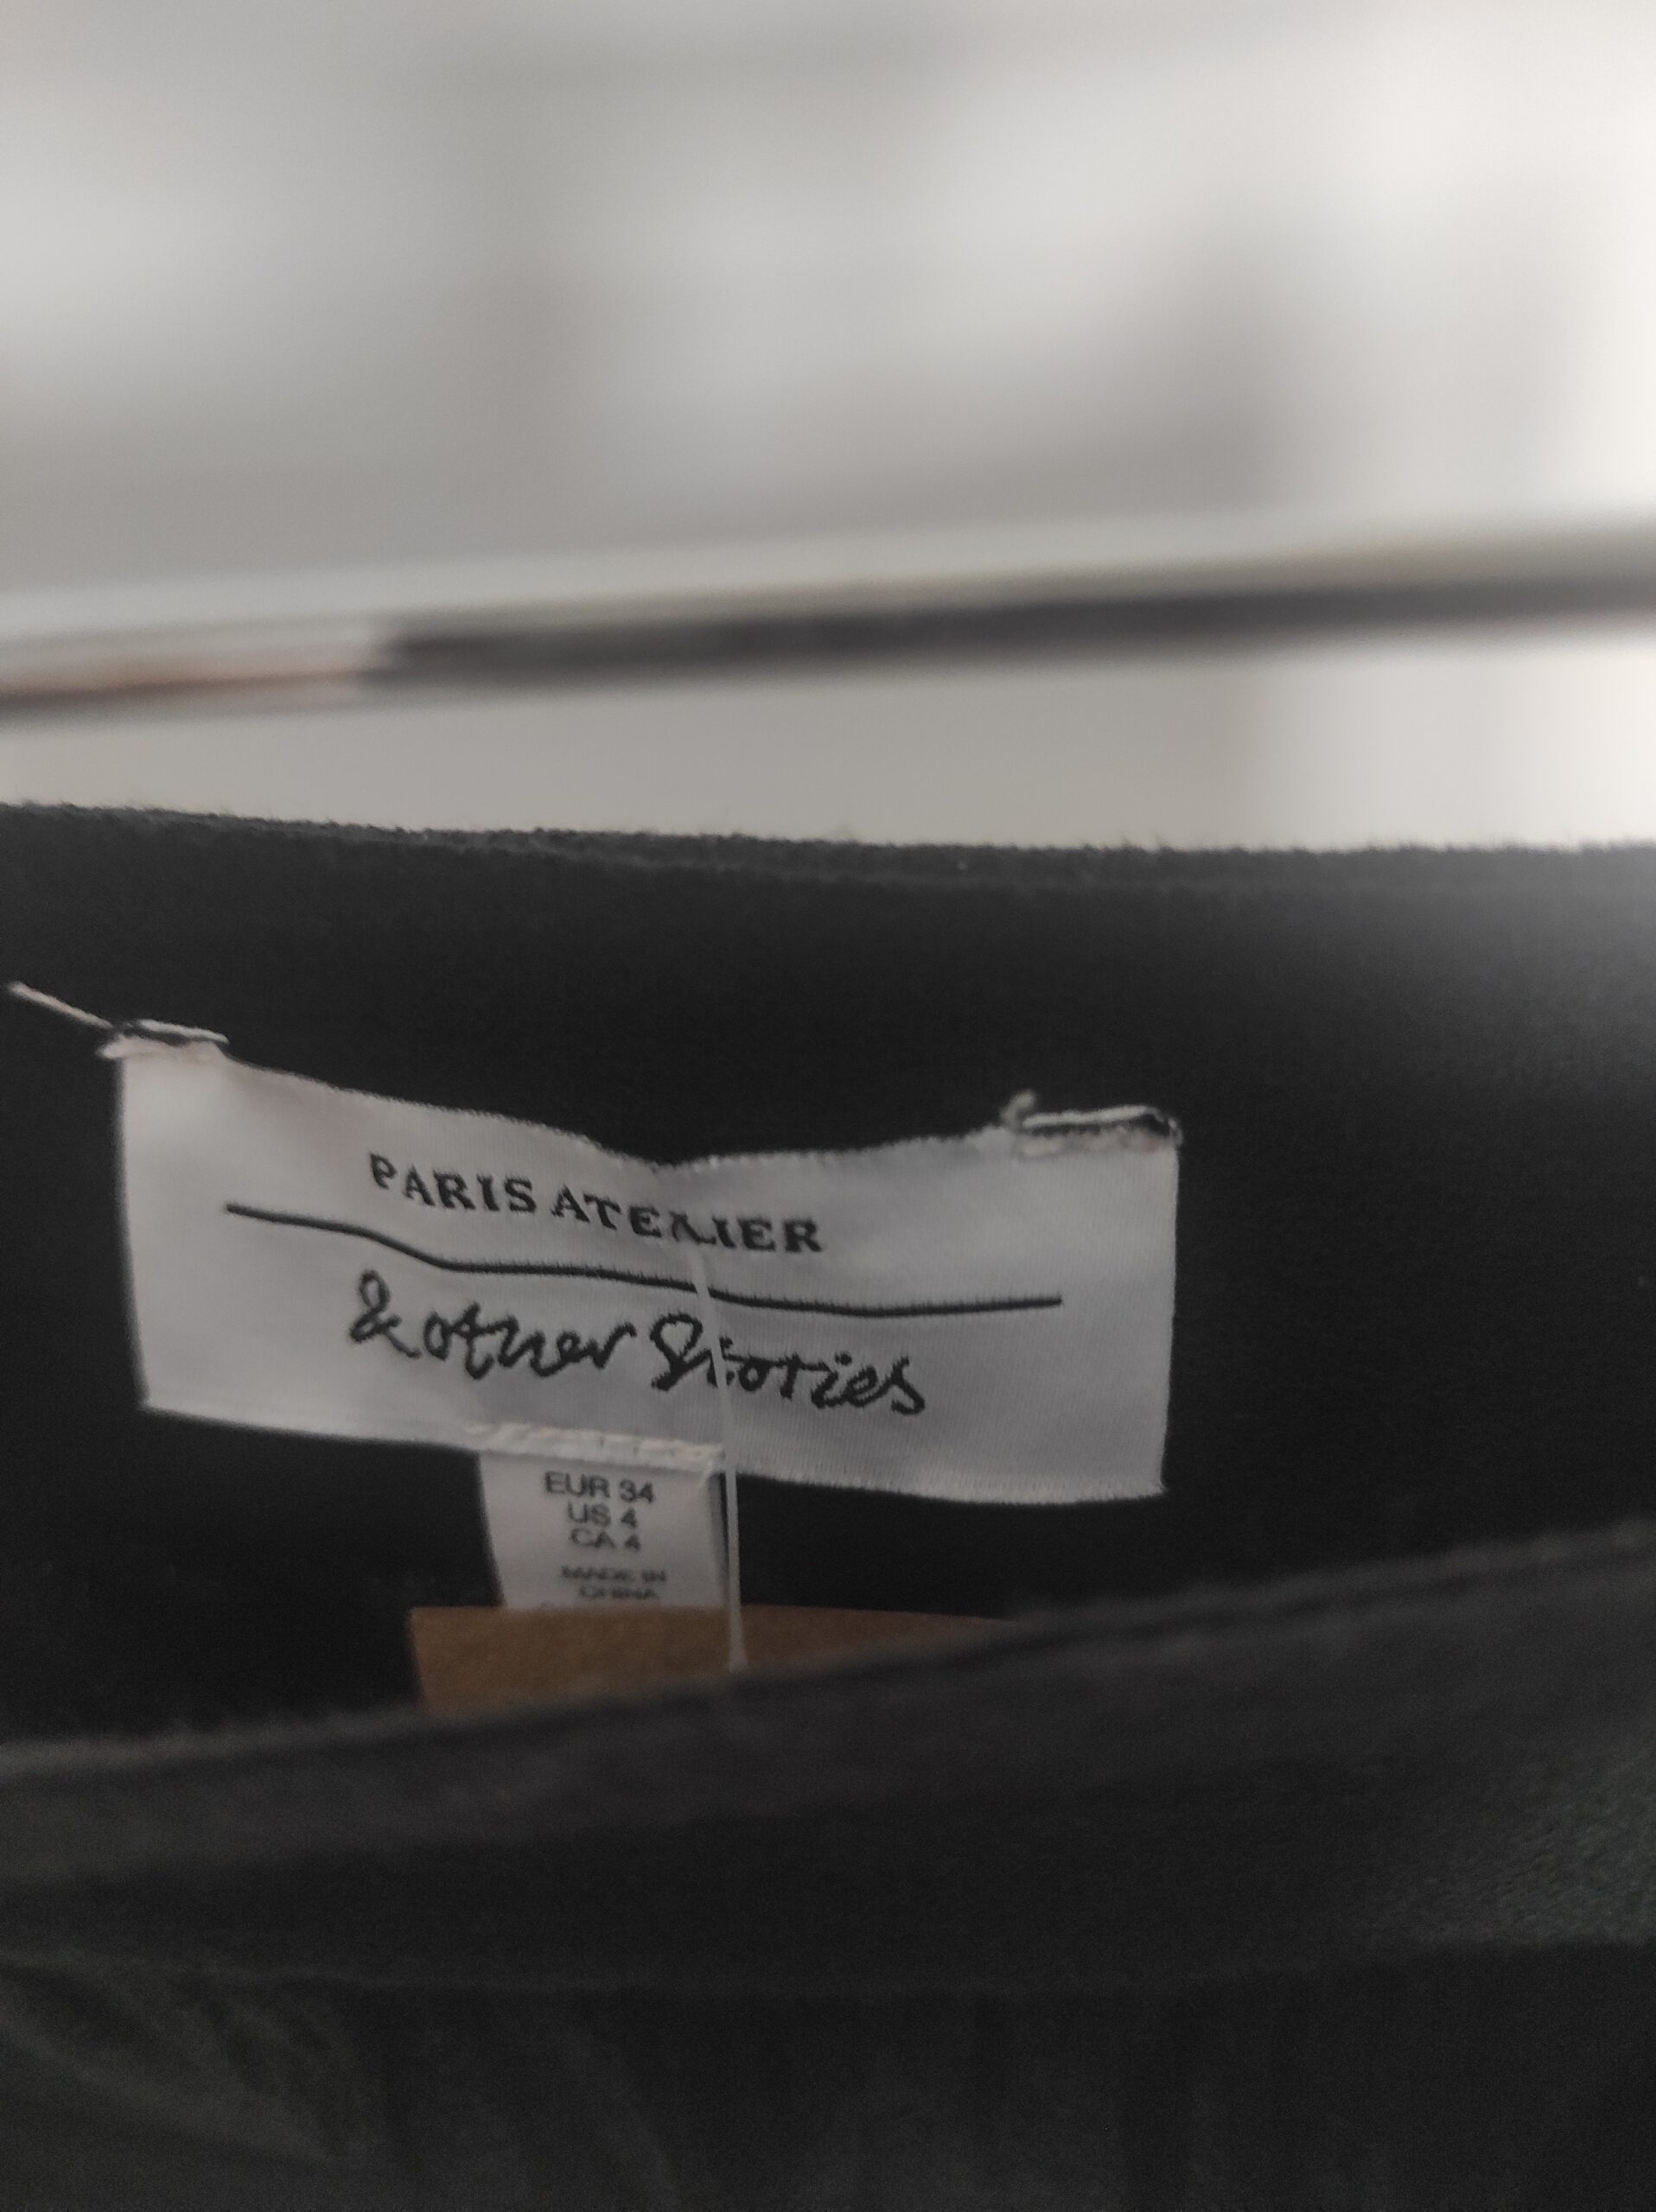 PARIS ATELIER
& other Stories
EUR 34
US 4
CA 4
MADE IN
CHINA